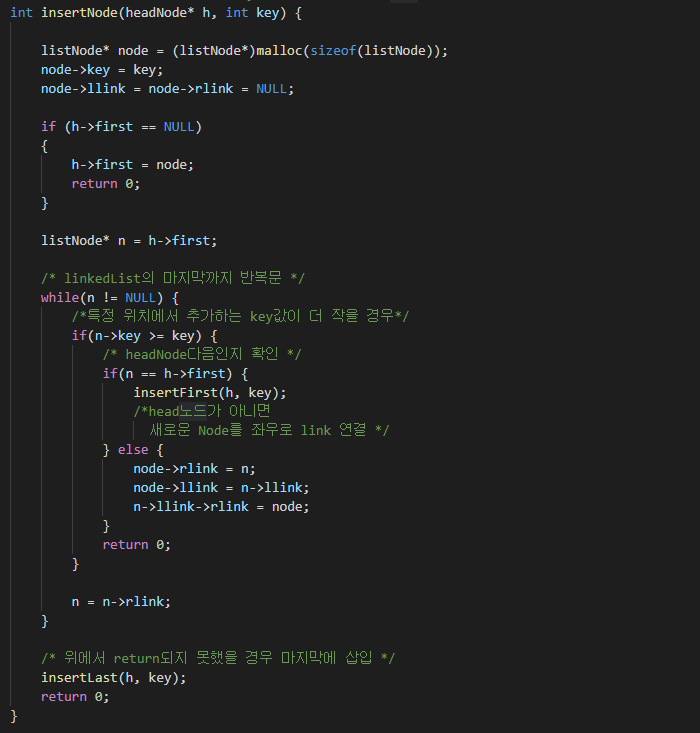 int insertNode(headNode* h, int key) {
listNode* node = (listNode*)malloc(sizeof(listNode));
node->key = key;
node->llink = node->rlink = NULL;
if (h->first == NULL)
{
h->first = node;
return 0;
}
listNode* n = h->first;
/* linkedList의 마지막까지 반복문 */
while(n != NULL) {
/*특정 위치에서 추가하는 key값이 더 작을 경우*/
if(n->key >= key) {
/* headNode다음인지 확인 */
if(n == h->first) {
insertFirst(h, key);
/*head노드가 아니면
새로운 Node를 좌우로 link 연결 */
} else {
node->rlink = n;
node->llink = n->llink;
n->llink->rlink = node;
}
return 0;
}
n = n->rlink;
}
/* 위에서 return되지 못했을 경우 마지막에 삽입 */
insertLast(h, key);
return 0;
}